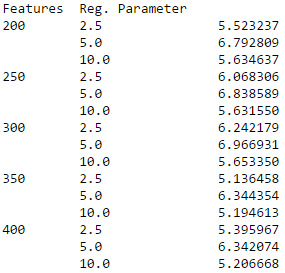 Features  Reg. Parameter
200       2.5               5.523237
          5.0               6.792809
          10.0              5.634637
250       2.5               6.068306
          5.0               6.838589
          10.0              5.631550
300       2.5               6.242179
          5.0               6.966931
          10.0              5.653350
350       2.5               5.136458
          5.0               6.344354
          10.0              5.194613
400       2.5               5.395967
          5.0               6.342074
          10.0              5.206668